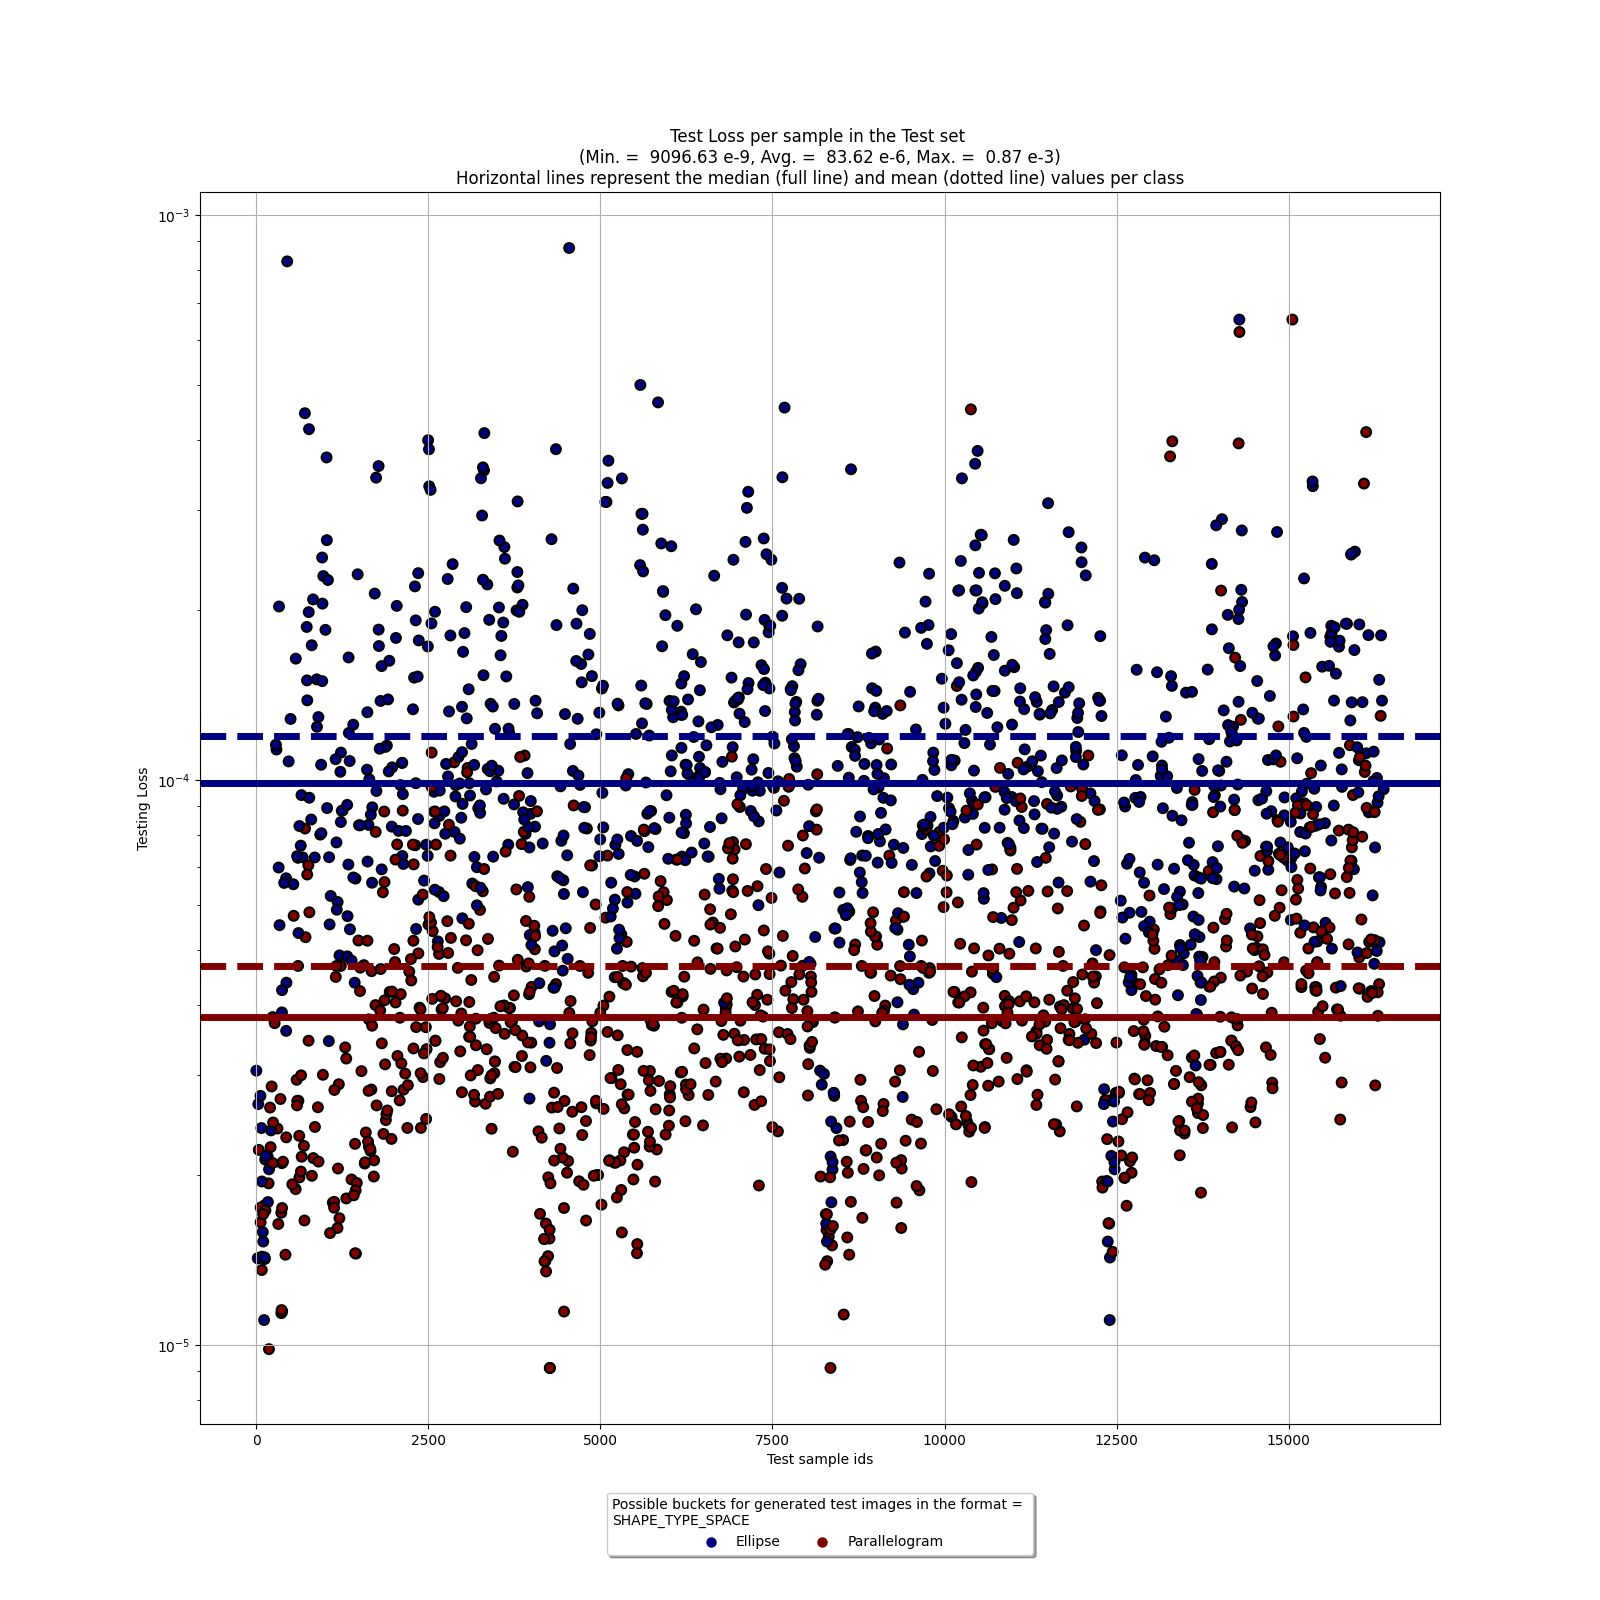 Test Loss per sample in the Test set
(Min. = 9096.63 e-9, Avg. = 83.62 e-6, Max. = 0.87 e-3)
Horizontal lines represent the median (full line) and mean (dotted line) values per class
10⁻³
10⁻⁴
10⁻⁵
Testing Loss
0 2500 5000 7500 10000 12500 15000
Test sample ids
Possible buckets for generated test images in the format =
SHAPE_TYPE_SPACE
Ellipse Parallelogram